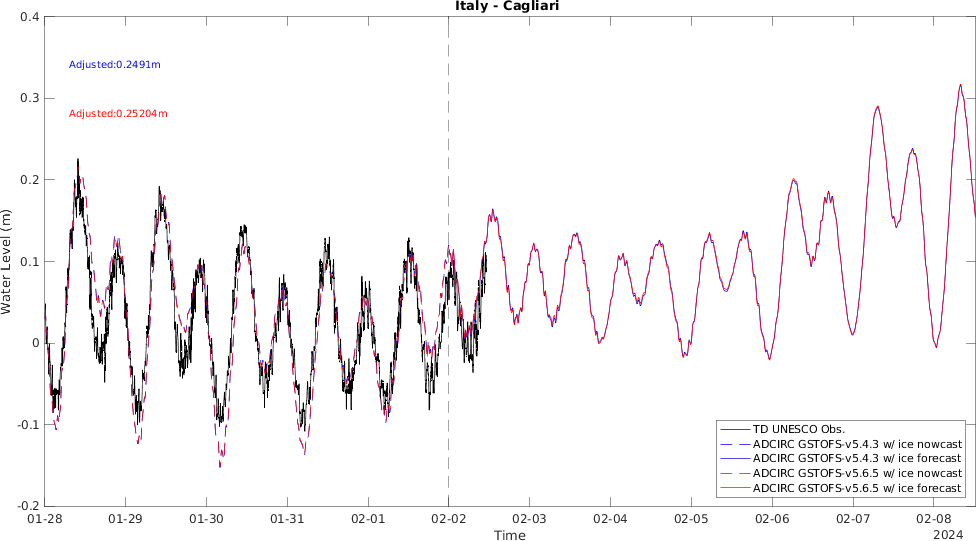 Italy - Cagliari
0.4
0.3
0.2
0.1
0
-0.1
-0.2
Water Level (m)
Adjusted:0.2491m
Adjusted:0.25204m
TD UNESCO Obs.
ADCIRC GSTOFS-v5.4.3 w/ ice nowcast
ADCIRC GSTOFS-v5.4.3 w/ ice forecast
ADCIRC GSTOFS-v5.6.5 w/ ice nowcast
ADCIRC GSTOFS-v5.6.5 w/ ice forecast
01-28 01-29 01-30 01-31 02-01 02-02 02-03 02-04 02-05 02-06 02-07 02-08
Time
2024